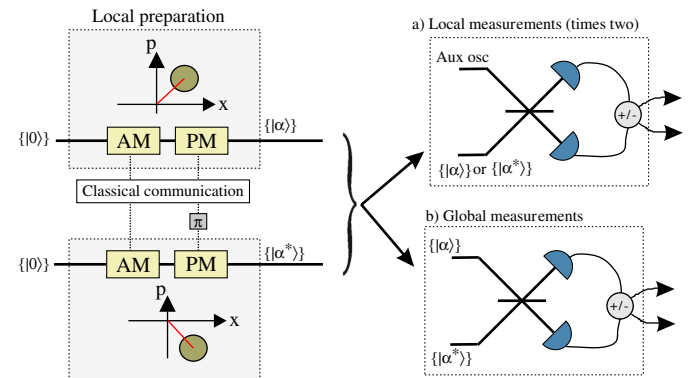 Local preparation
p
x
{|0⟩}
AM
PM
{|α⟩}
Classical communication
π
{|0⟩}
AM
PM
{|α*⟩}
p
x
a) Local measurements (times two)
Aux osc
+/-
{|α⟩} or {|α*⟩}
b) Global measurements
{|α⟩}
+/-
{|α*⟩}